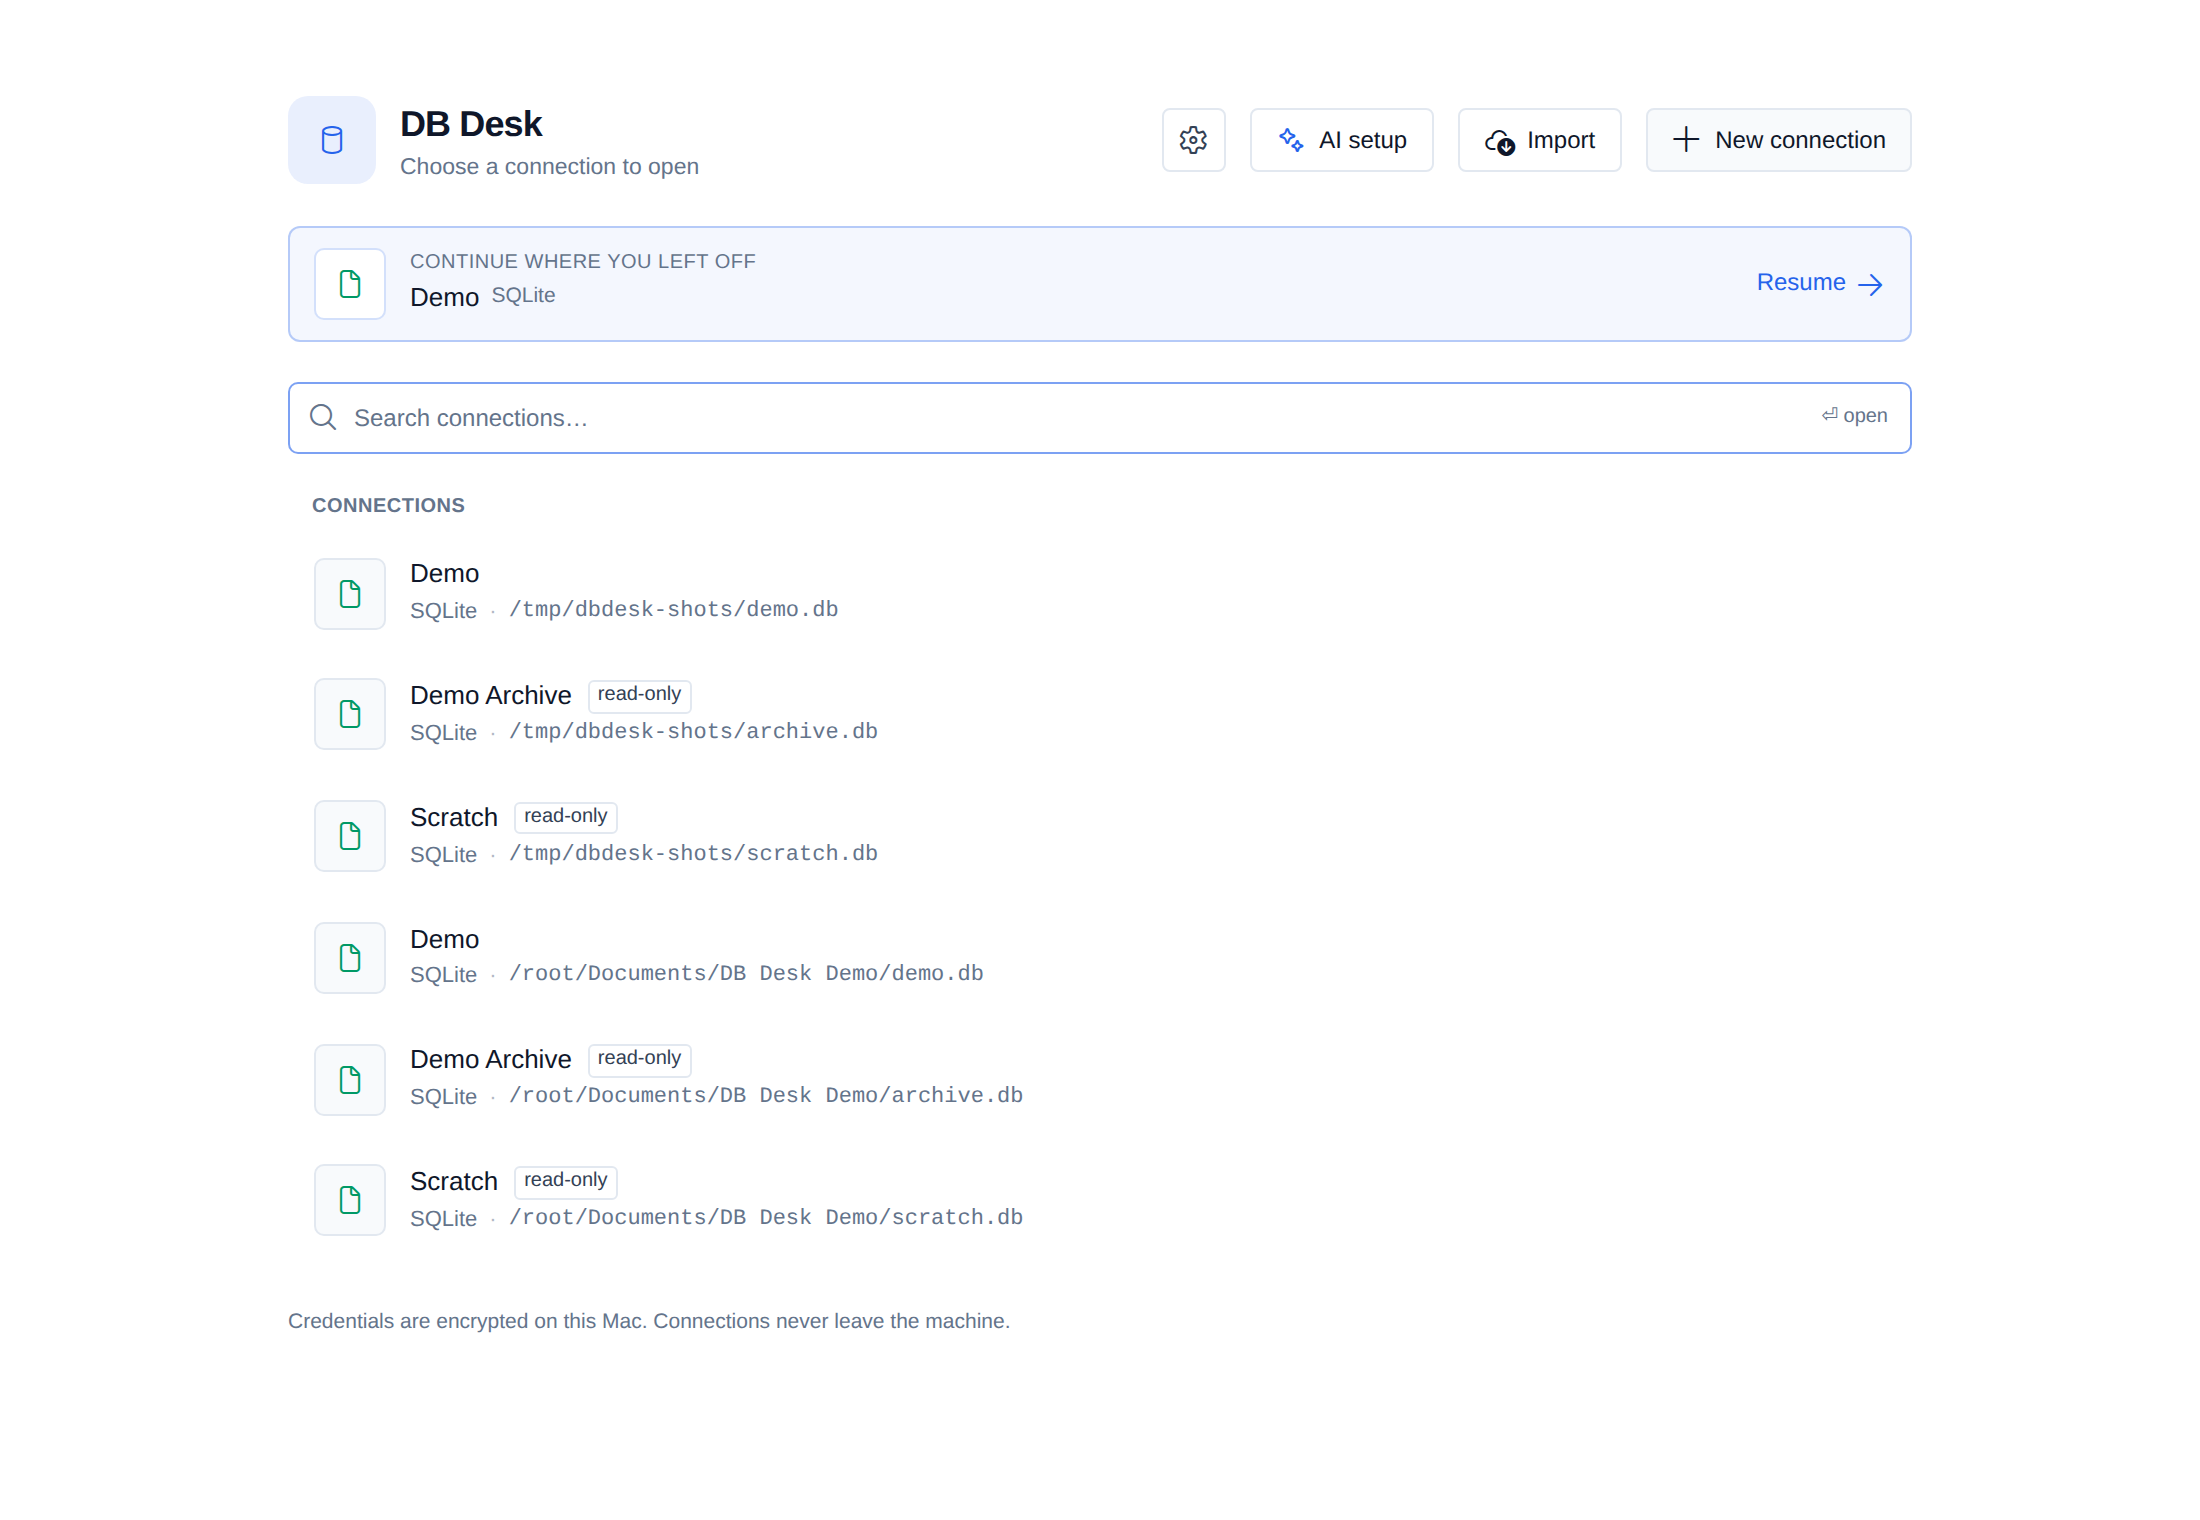 DB Desk
Choose a connection to open
AI setup
Import
New connection
CONTINUE WHERE YOU LEFT OFF
Demo SQLite
Resume
Search connections…
⏎ open
CONNECTIONS
Demo
SQLite · /tmp/dbdesk-shots/demo.db
Demo Archive read-only
SQLite · /tmp/dbdesk-shots/archive.db
Scratch read-only
SQLite · /tmp/dbdesk-shots/scratch.db
Demo
SQLite · /root/Documents/DB Desk Demo/demo.db
Demo Archive read-only
SQLite · /root/Documents/DB Desk Demo/archive.db
Scratch read-only
SQLite · /root/Documents/DB Desk Demo/scratch.db
Credentials are encrypted on this Mac. Connections never leave the machine.